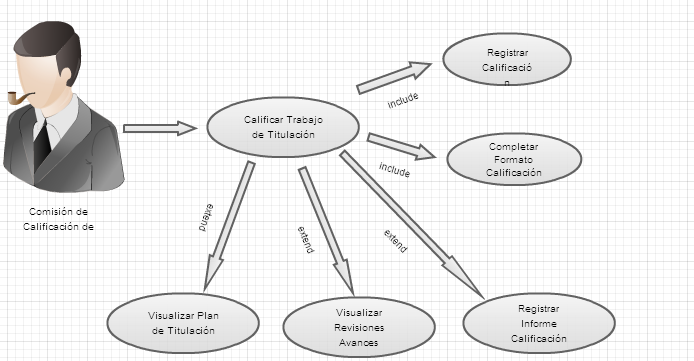 Registrar
Calificació
n
include
Calificar Trabajo
de Titulación
include
Completar
Formato
Calificación
Comisión de
Calificación de
extend
extend
extend
Visualizar Plan
de Titulación
Visualizar
Revisiones
Avances
Registrar
Informe
Calificación